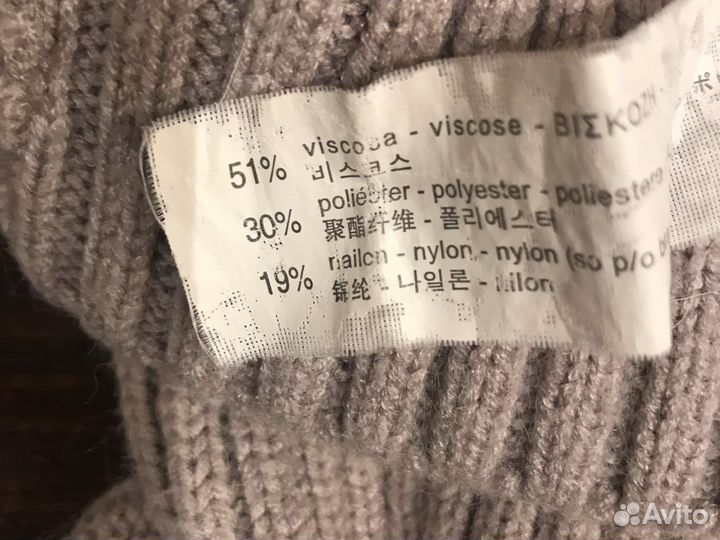 51% viscosa - viscose - ΒΙΣΚΟΖΗ -
비스코스
30% poliéster - polyester - poliestere
聚酯纤维 - 폴리에스터
19% nailon - nylon - nylon (so p/o
锦纶 - 나일론 - nilon
Avito